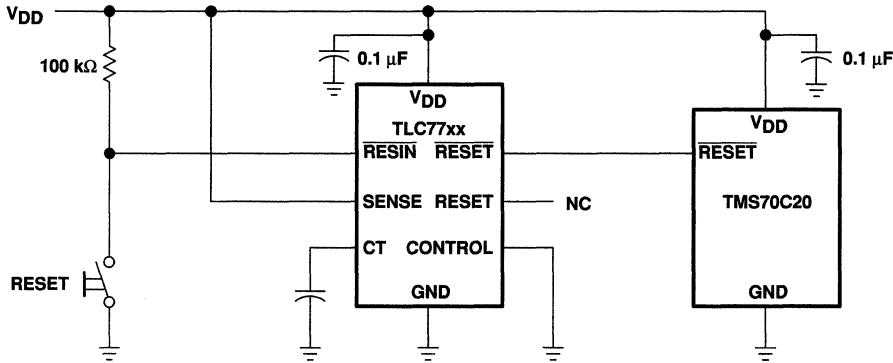 VDD
100 kΩ
0.1 μF
0.1 μF
VDD
TLC77xx
RESIN RESET
SENSE RESET
CT CONTROL
GND
NC
VDD
RESET
TMS70C20
GND
RESET